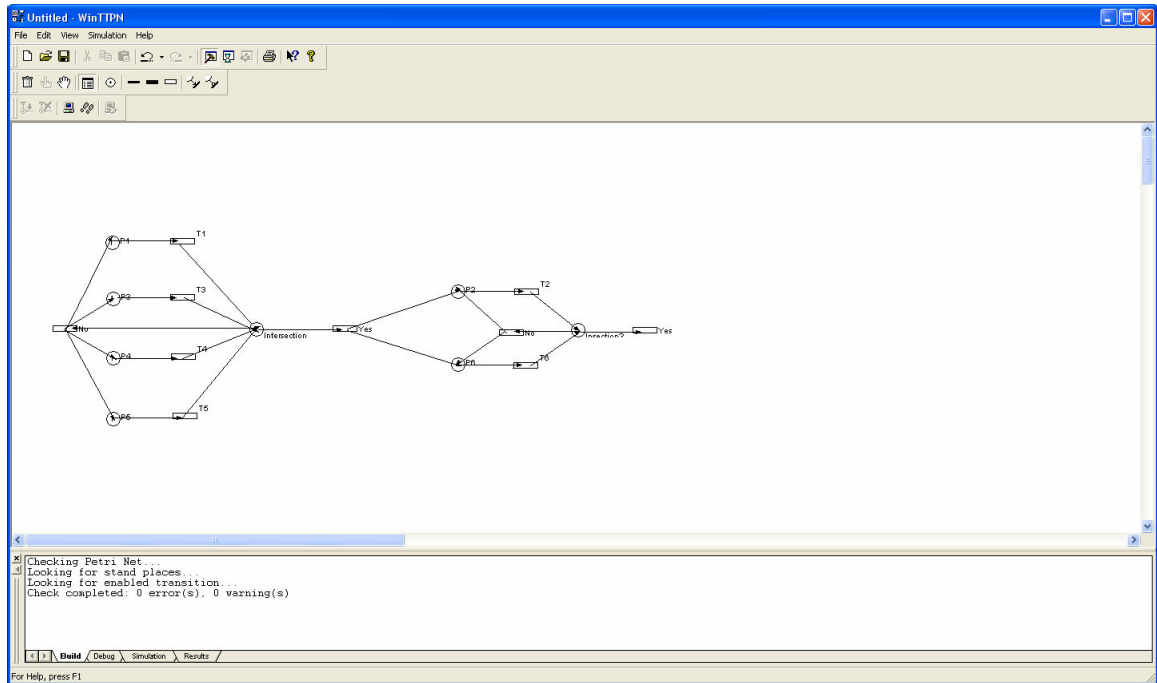 Untitled - WinTTPN
File Edit View Simulation Help
P1 T1
P3 T3
No
Intersection
Yes
P4 T4
P5 T5
P2 T2
No
Insection?
Yes
P6 T6
Checking Petri Net...
Looking for stand places...
Looking for enabled transition...
Check completed: 0 error(s), 0 warning(s)
Build Debug Simulation Results
For Help, press F1